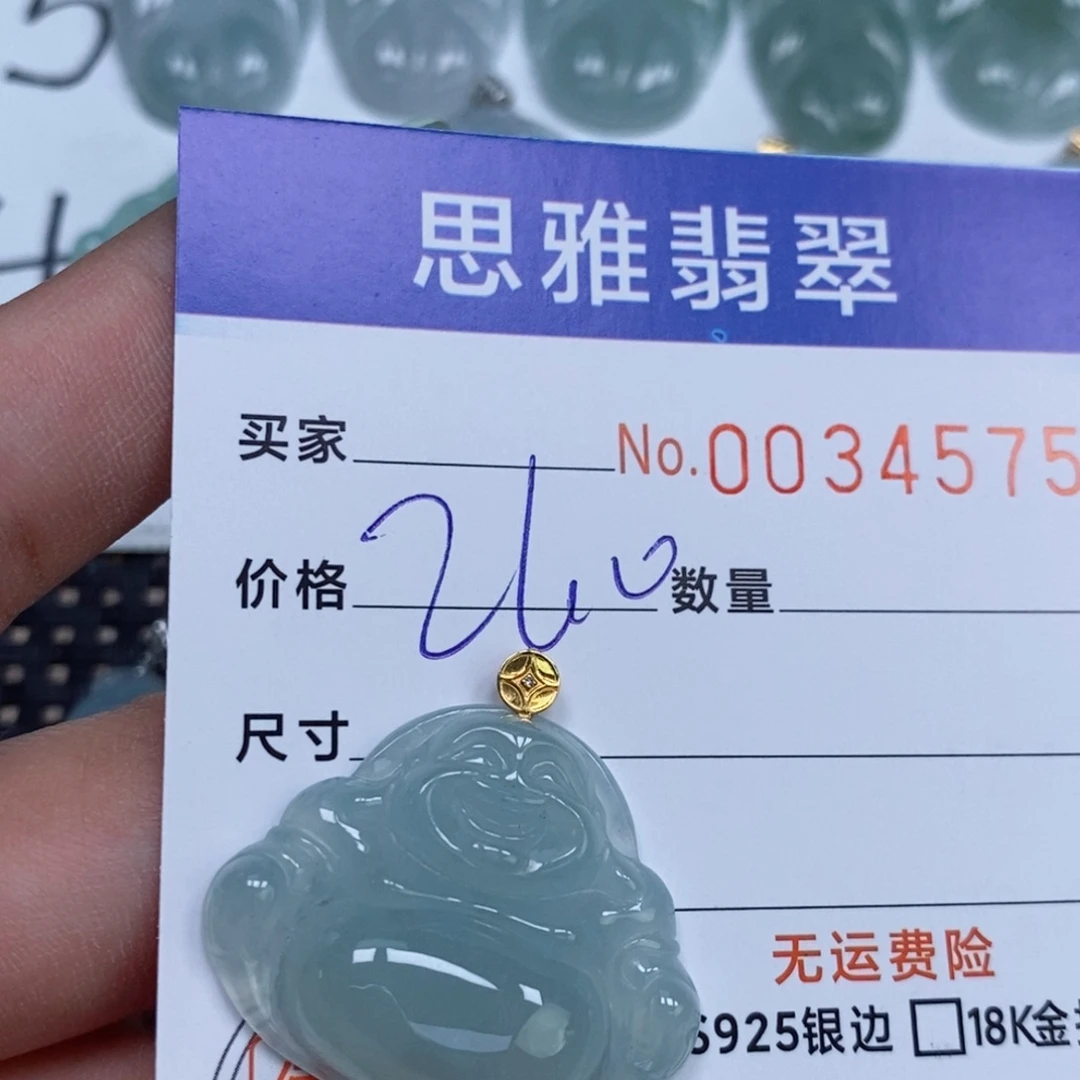 5
思雅翡翠
买家 No.0034575
价格 260 数量
尺寸
无运费险
S925银边 18K金